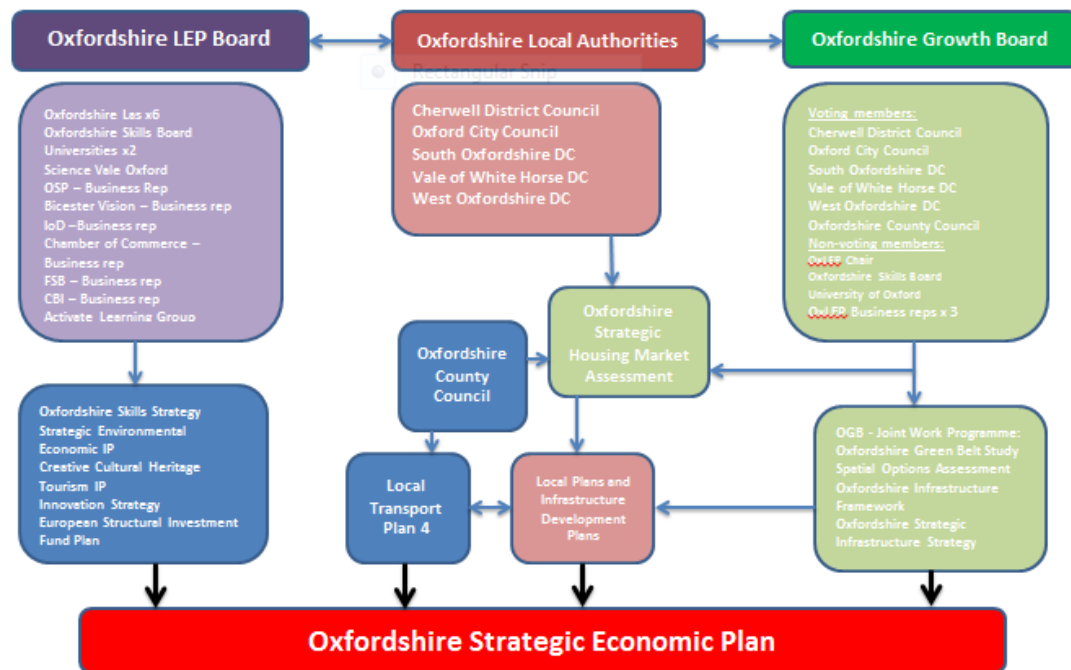 Oxfordshire LEP Board
Oxfordshire Local Authorities
Oxfordshire Growth Board
Rectangular Snip
Oxfordshire Las x6
Oxfordshire Skills Board
Universities x2
Science Vale Oxford
OSP – Business Rep
Bicester Vision – Business rep
IoD –Business rep
Chamber of Commerce –
Business rep
FSB – Business rep
CBI – Business rep
Activate Learning Group
Cherwell District Council
Oxford City Council
South Oxfordshire DC
Vale of White Horse DC
West Oxfordshire DC
Voting members:
Cherwell District Council
Oxford City Council
South Oxfordshire DC
Vale of White Horse DC
West Oxfordshire DC
Oxfordshire County Council
Non-voting members:
OxLEP Chair
Oxfordshire Skills Board
University of Oxford
OxLEP Business reps x 3
Oxfordshire
Strategic
Housing Market
Assessment
Oxfordshire
County
Council
Oxfordshire Skills Strategy
Strategic Environmental
Economic IP
Creative Cultural Heritage
Tourism IP
Innovation Strategy
European Structural Investment
Fund Plan
Local
Transport
Plan 4
Local Plans and
Infrastructure
Development
Plans
OGB - Joint Work Programme:
Oxfordshire Green Belt Study
Spatial Options Assessment
Oxfordshire Infrastructure
Framework
Oxfordshire Strategic
Infrastructure Strategy
Oxfordshire Strategic Economic Plan